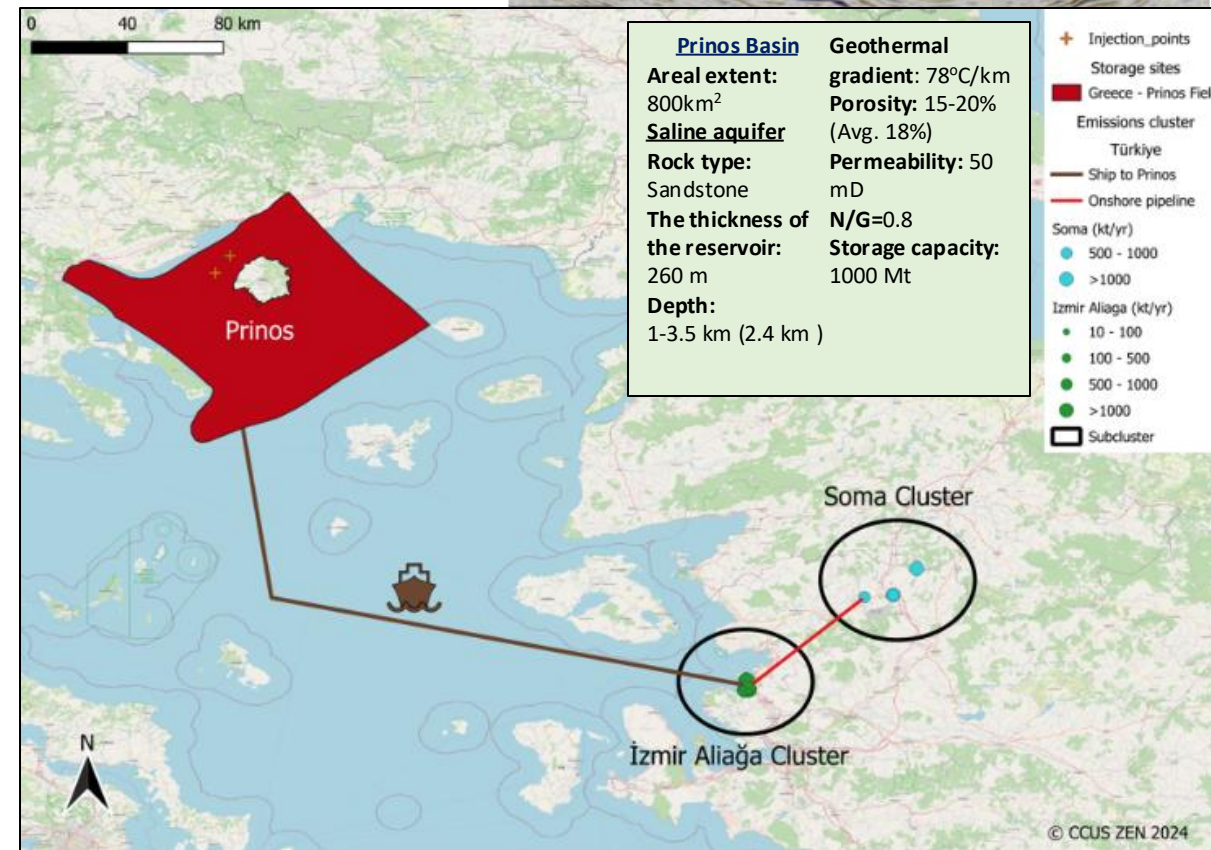 0 40 80 km
Prinos Basin
Areal extent:
800km²
Saline aquifer
Rock type:
Sandstone
The thickness of
the reservoir:
260 m
Depth:
1-3.5 km (2.4 km )
Geothermal
gradient: 78°C/km
Porosity: 15-20%
(Avg. 18%)
Permeability: 50
mD
N/G=0.8
Storage capacity:
1000 Mt
Injection_points
Storage sites
Greece - Prinos Fiel
Emissions cluster
Türkiye
Ship to Prinos
Onshore pipeline
Soma (kt/yr)
500 - 1000
>1000
Izmir Aliaga (kt/yr)
10 - 100
100 - 500
500 - 1000
>1000
Subcluster
Prinos
Soma Cluster
İzmir Aliağa Cluster
N
© CCUS ZEN 2024